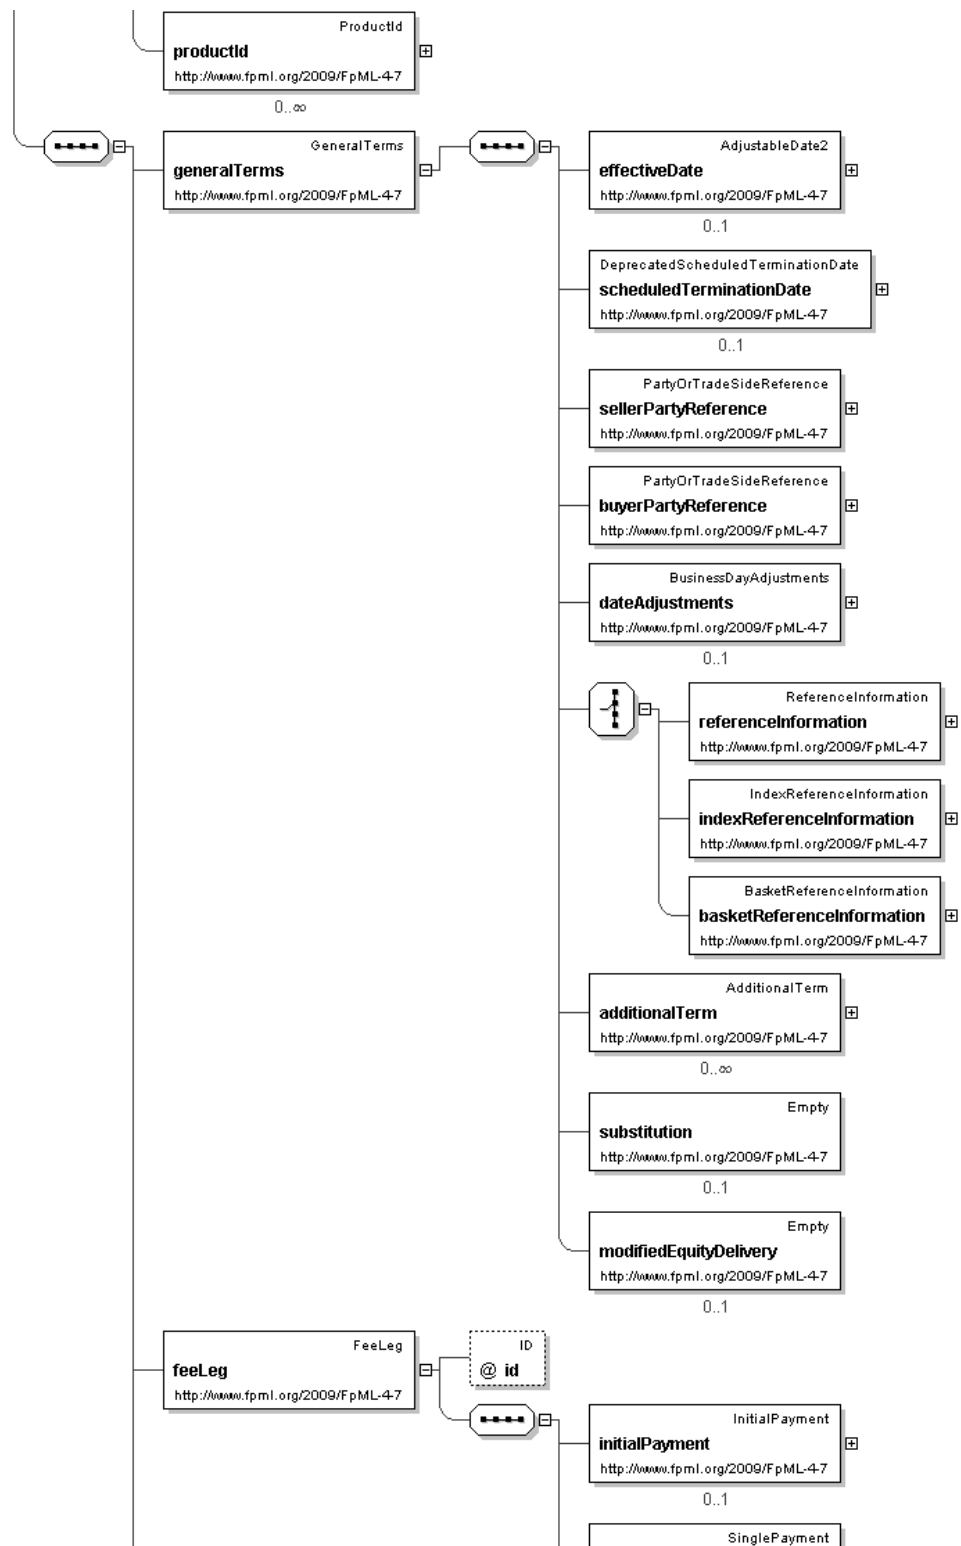 ProductId
productId
http://www.fpml.org/2009/FpML-4-7
0..∞
GeneralTerms
generalTerms
http://www.fpml.org/2009/FpML-4-7
AdjustableDate2
effectiveDate
http://www.fpml.org/2009/FpML-4-7
0..1
DeprecatedScheduledTerminationDate
scheduledTerminationDate
http://www.fpml.org/2009/FpML-4-7
0..1
PartyOrTradeSideReference
sellerPartyReference
http://www.fpml.org/2009/FpML-4-7
PartyOrTradeSideReference
buyerPartyReference
http://www.fpml.org/2009/FpML-4-7
BusinessDayAdjustments
dateAdjustments
http://www.fpml.org/2009/FpML-4-7
0..1
ReferenceInformation
referenceInformation
http://www.fpml.org/2009/FpML-4-7
IndexReferenceInformation
indexReferenceInformation
http://www.fpml.org/2009/FpML-4-7
BasketReferenceInformation
basketReferenceInformation
http://www.fpml.org/2009/FpML-4-7
AdditionalTerm
additionalTerm
http://www.fpml.org/2009/FpML-4-7
0..∞
Empty
substitution
http://www.fpml.org/2009/FpML-4-7
0..1
Empty
modifiedEquityDelivery
http://www.fpml.org/2009/FpML-4-7
0..1
FeeLeg
feeLeg
http://www.fpml.org/2009/FpML-4-7
ID
@ id
InitialPayment
initialPayment
http://www.fpml.org/2009/FpML-4-7
0..1
SinglePayment